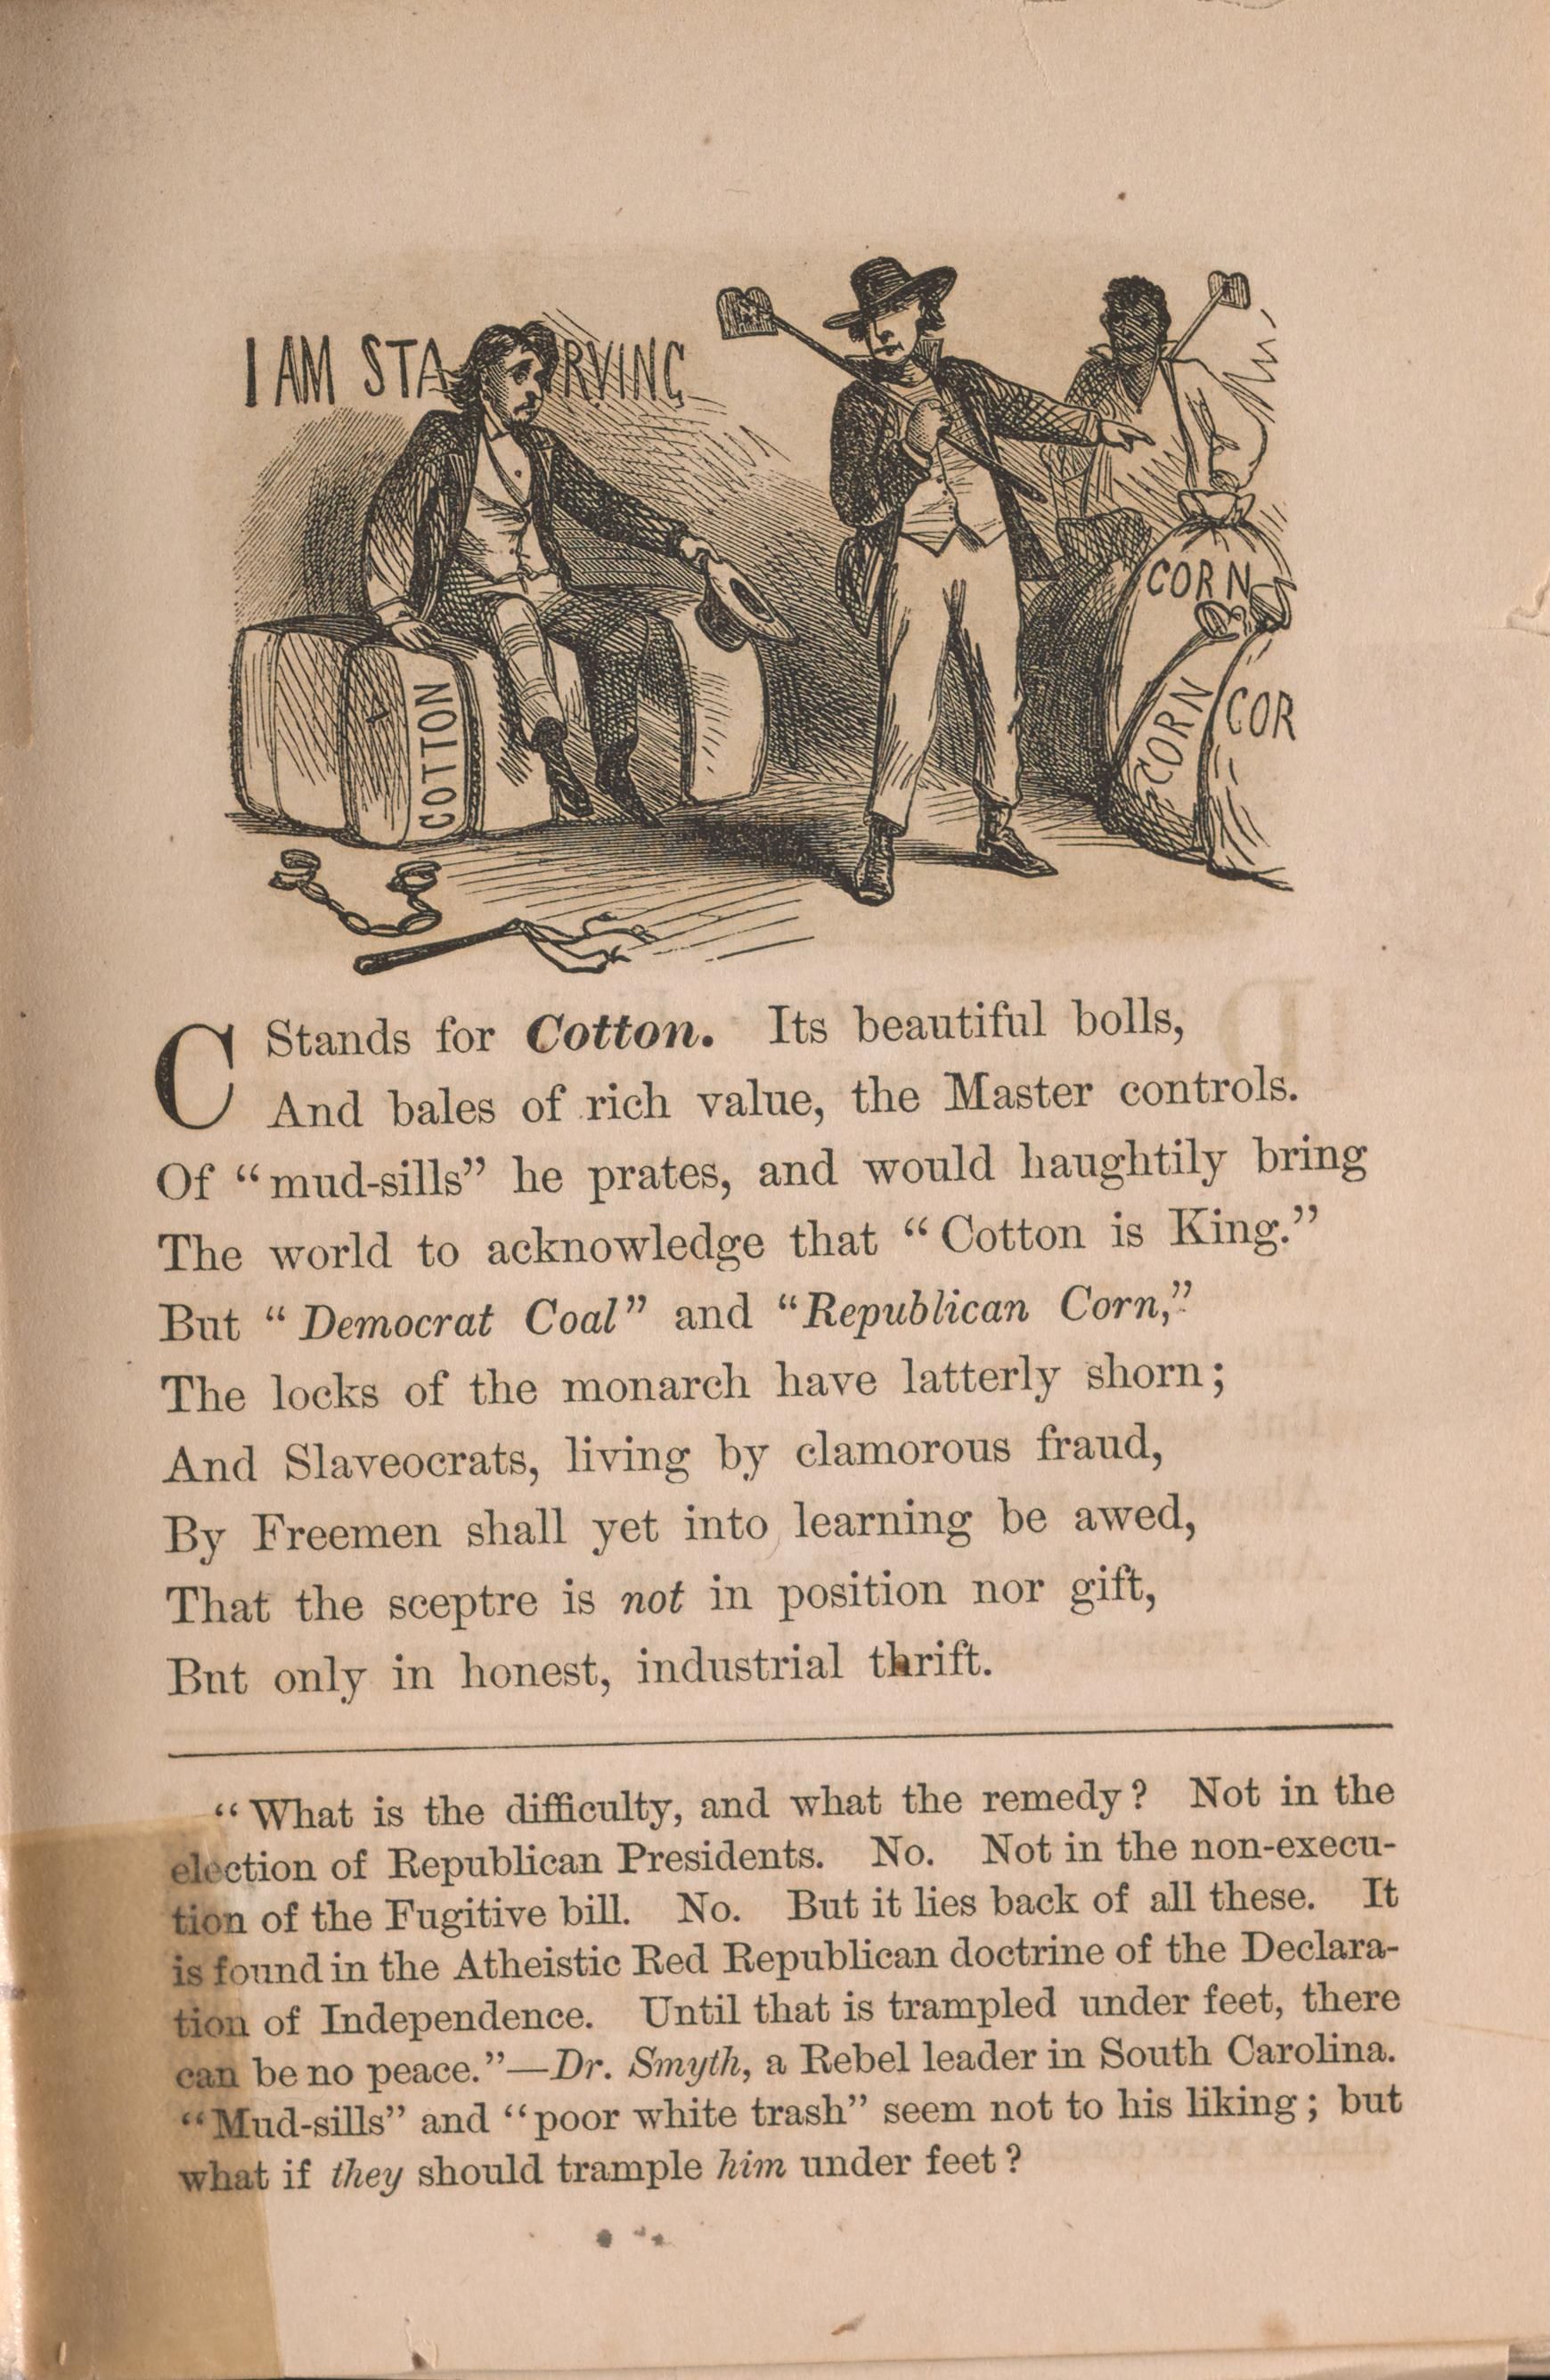 I AM STARVING
COTTON
CORN
CORN
COR
C Stands for Cotton. Its beautiful bolls,
And bales of rich value, the Master controls.
Of “mud-sills” he prates, and would haughtily bring
The world to acknowledge that “Cotton is King.”
But “Democrat Coal” and “Republican Corn,”
The locks of the monarch have latterly shorn;
And Slaveocrats, living by clamorous fraud,
By Freemen shall yet into learning be awed,
That the sceptre is not in position nor gift,
But only in honest, industrial thrift.
“What is the difficulty, and what the remedy? Not in the
election of Republican Presidents. No. Not in the non-execu-
tion of the Fugitive bill. No. But it lies back of all these. It
is found in the Atheistic Red Republican doctrine of the Declara-
tion of Independence. Until that is trampled under feet, there
can be no peace.”—Dr. Smyth, a Rebel leader in South Carolina.
“Mud-sills” and “poor white trash” seem not to his liking; but
what if they should trample him under feet?